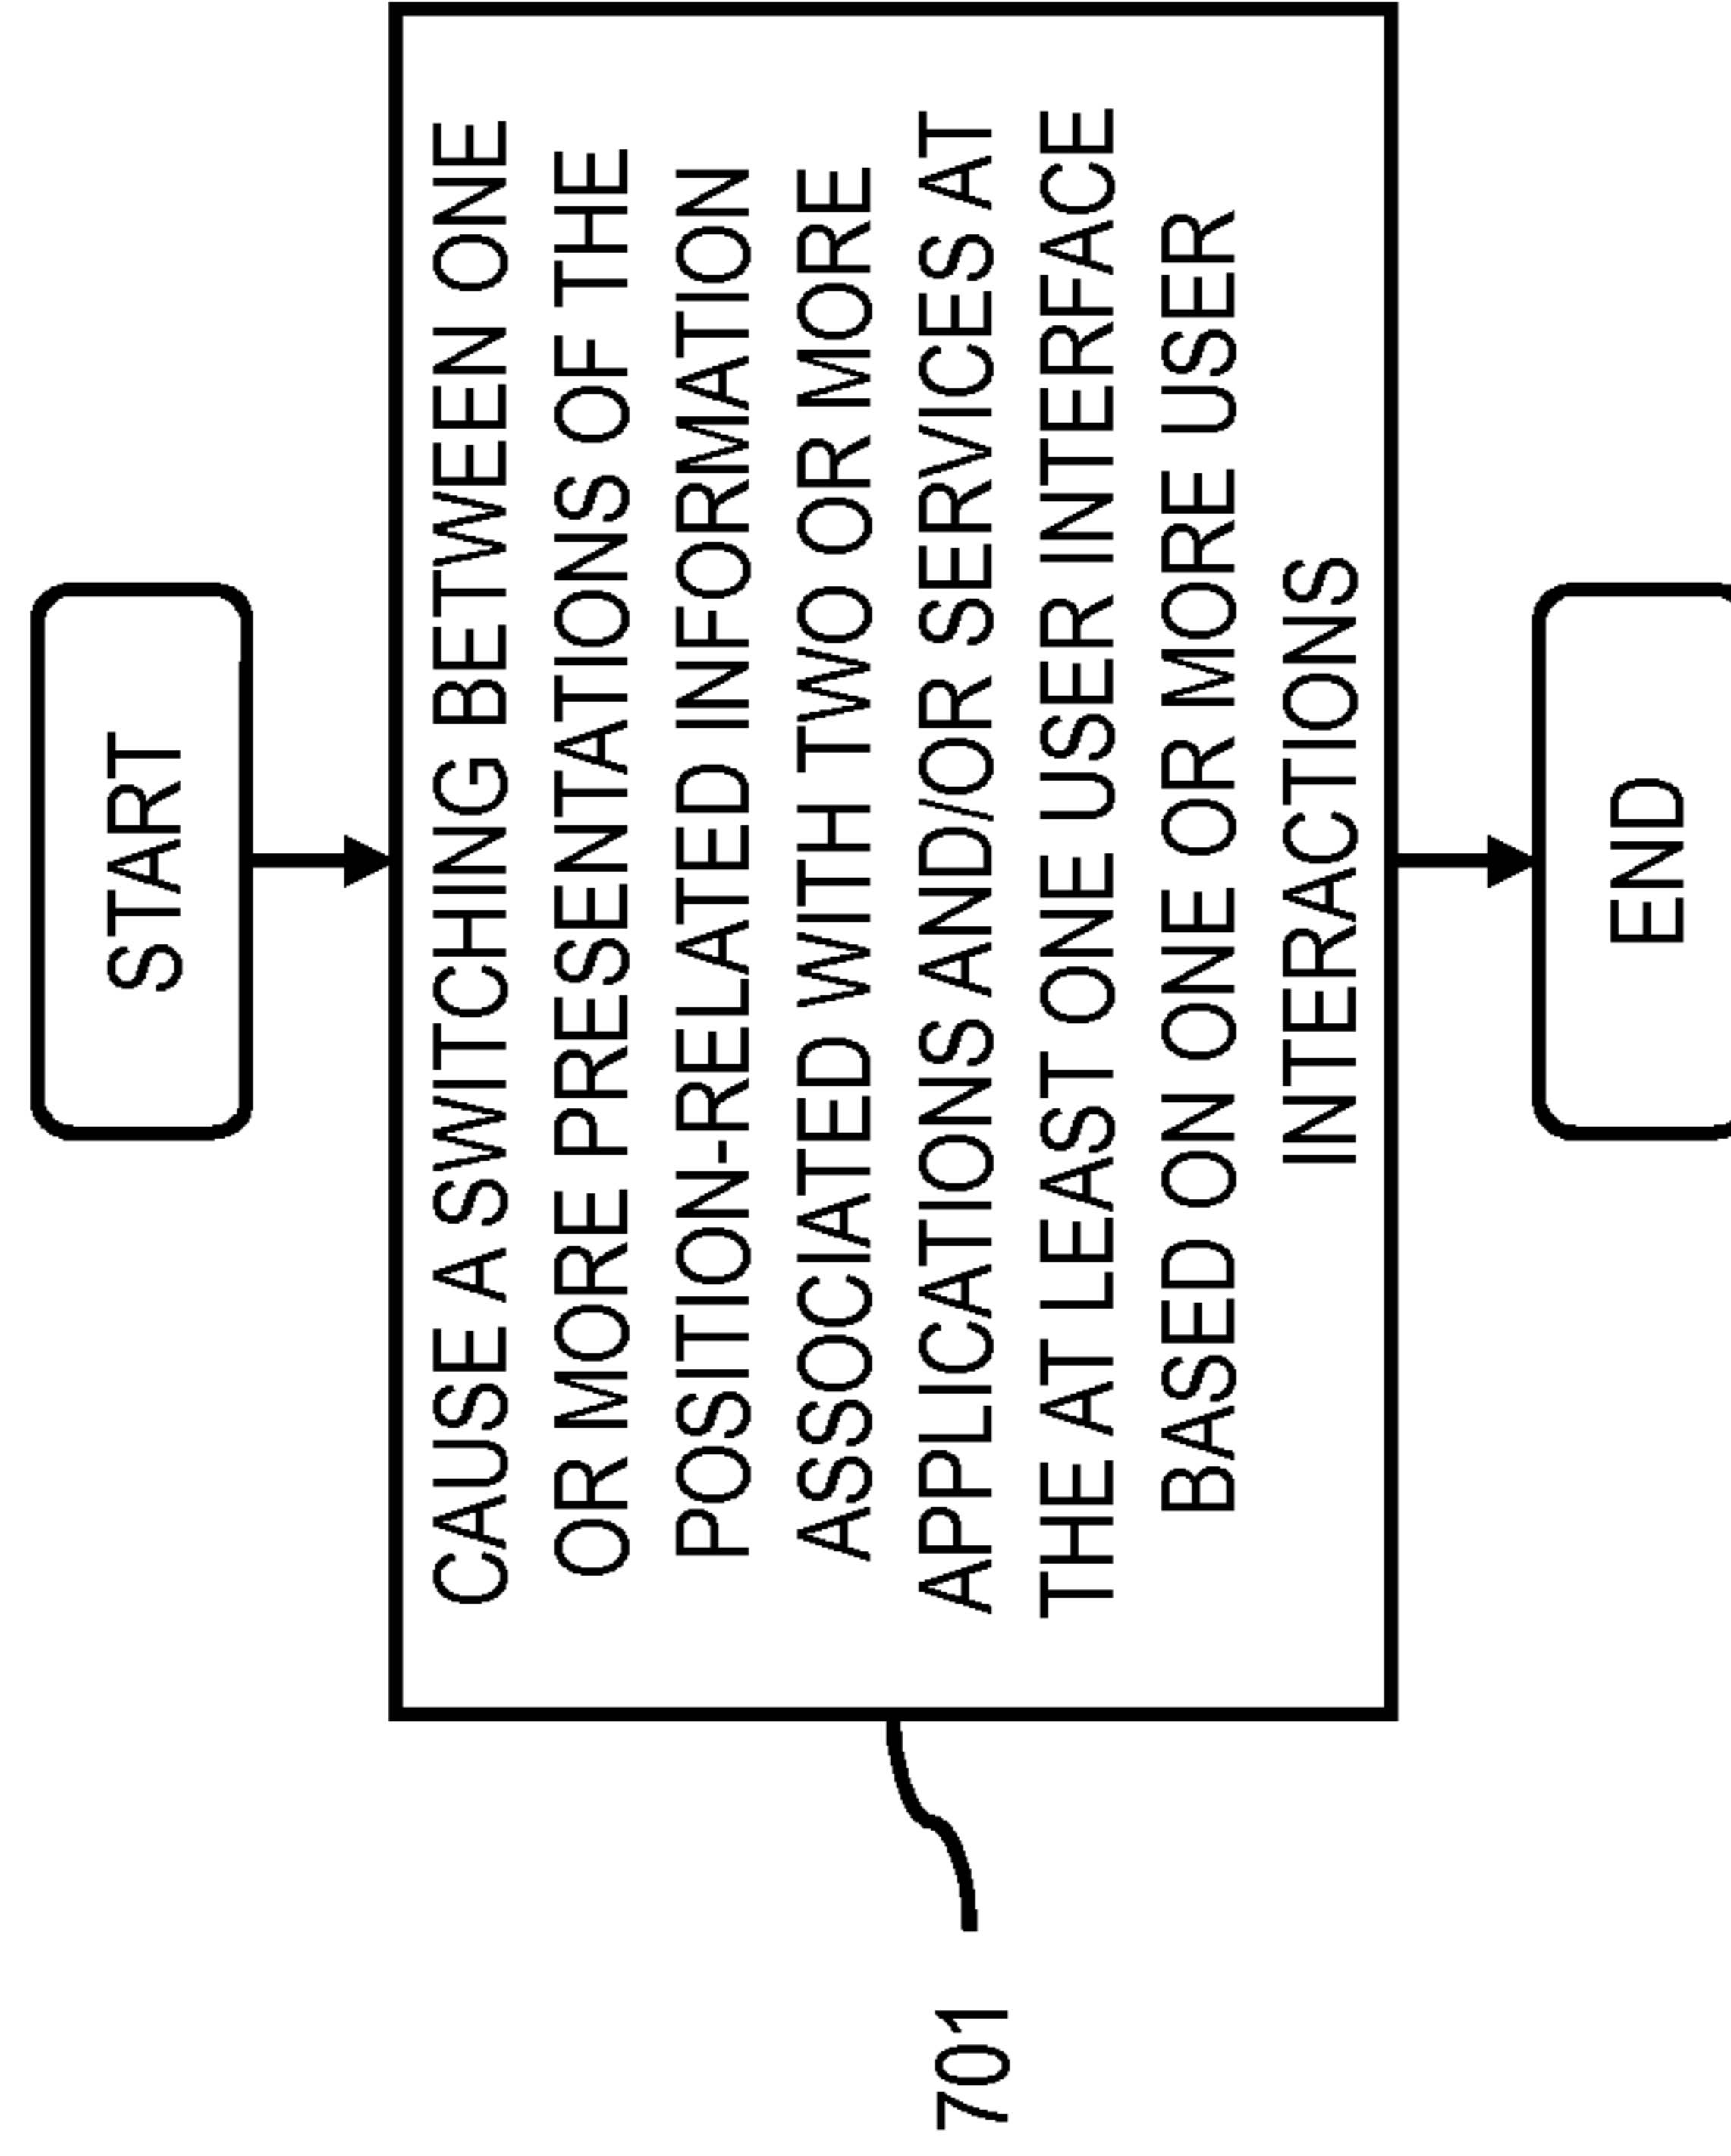 START
CAUSE A SWITCHING BETWEEN ONE
OR MORE PRESENTATIONS OF THE
POSITION-RELATED INFORMATION
ASSOCIATED WITH TWO OR MORE
APPLICATIONS AND/OR SERVICES AT
THE AT LEAST ONE USER INTERFACE
BASED ON ONE OR MORE USER
INTERACTIONS
701
END